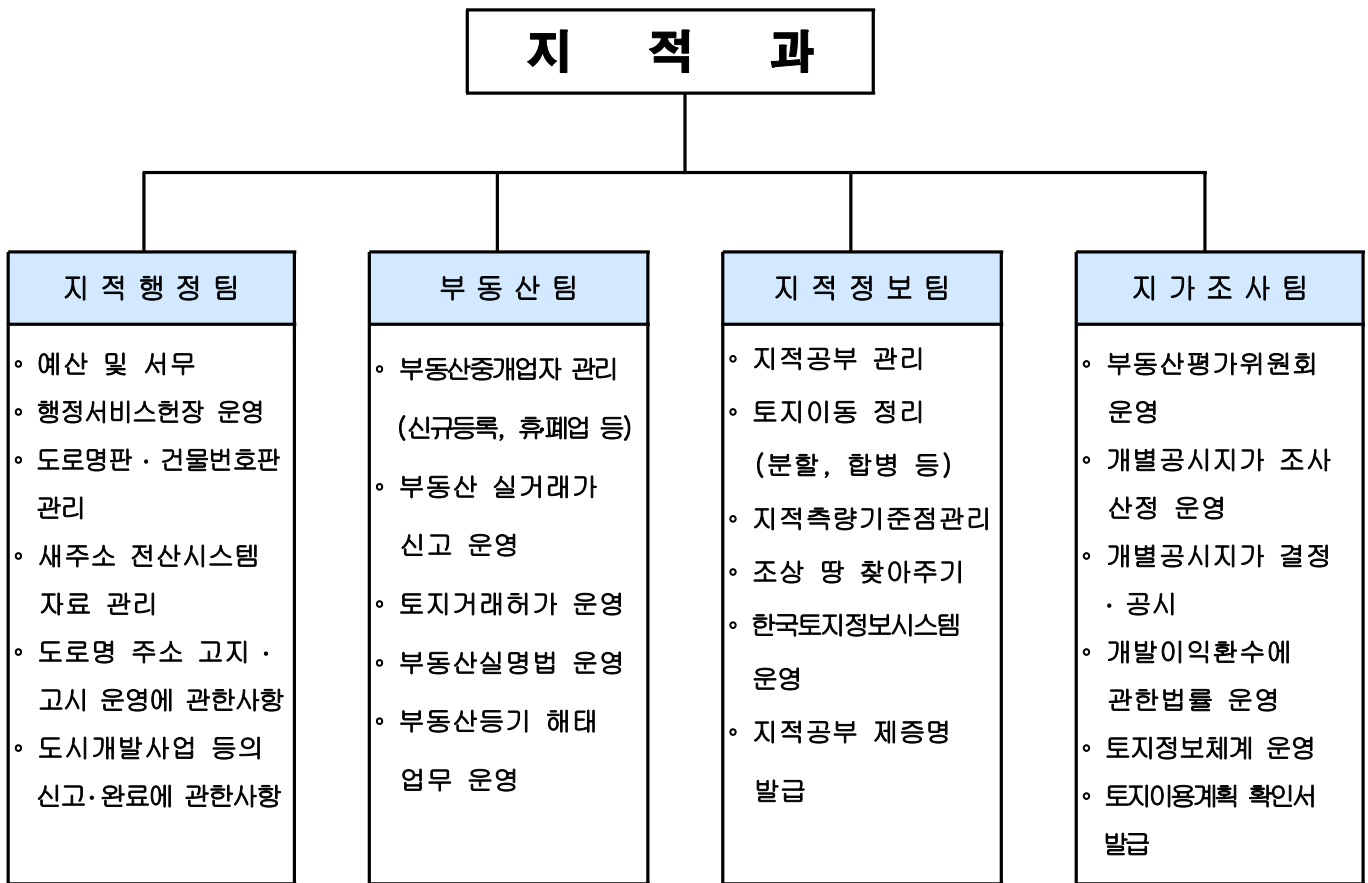 지 적 과
지적행정팀
◦ 예산 및 서무
◦ 행정서비스헌장 운영
◦ 도로명판 · 건물번호판
관리
◦ 새주소 전산시스템
자료 관리
◦ 도로명 주소 고지 ·
고시 운영에 관한사항
◦ 도시개발사업 등의
신고·완료에 관한사항
부동산팀
◦ 부동산중개업자 관리
(신규등록, 휴·폐업 등)
◦ 부동산 실거래가
신고 운영
◦ 토지거래허가 운영
◦ 부동산실명법 운영
◦ 부동산등기 해태
업무 운영
지적정보팀
◦ 지적공부 관리
◦ 토지이동 정리
(분할, 합병 등)
◦ 지적측량기준점관리
◦ 조상 땅 찾아주기
◦ 한국토지정보시스템
운영
◦ 지적공부 제증명
발급
지가조사팀
◦ 부동산평가위원회
운영
◦ 개별공시지가 조사
산정 운영
◦ 개별공시지가 결정
· 공시
◦ 개발이익환수에
관한법률 운영
◦ 토지정보체계 운영
◦ 토지이용계획 확인서
발급